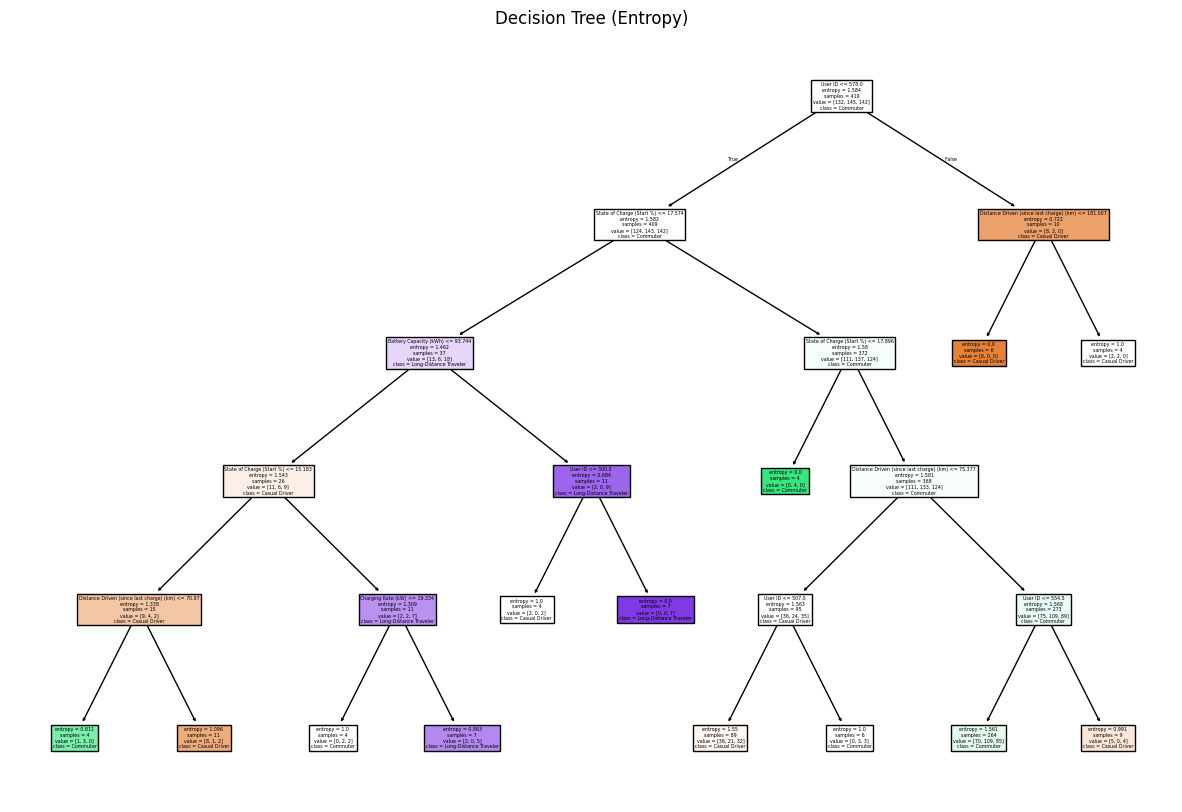 Decision Tree (Entropy)
User ID <= 578.0
entropy = 1.584
samples = 419
value = [132, 145, 142]
class = Commuter
True
False
State of Charge (Start %) <= 17.574
entropy = 1.582
samples = 409
value = [124, 143, 142]
class = Commuter
Distance Driven (since last charge) (km) <= 181.007
entropy = 0.722
samples = 10
value = [8, 2, 0]
class = Casual Driver
Battery Capacity (kWh) <= 93.744
entropy = 1.462
samples = 37
value = [13, 6, 18]
class = Long-Distance Traveler
State of Charge (Start %) <= 17.896
entropy = 1.58
samples = 372
value = [111, 137, 124]
class = Commuter
entropy = 0.0
samples = 6
value = [6, 0, 0]
class = Casual Driver
entropy = 1.0
samples = 4
value = [2, 2, 0]
class = Casual Driver
State of Charge (Start %) <= 15.183
entropy = 1.543
samples = 26
value = [11, 6, 9]
class = Casual Driver
User ID <= 300.0
entropy = 0.684
samples = 11
value = [2, 0, 9]
class = Long-Distance Traveler
entropy = 0.0
samples = 4
value = [0, 4, 0]
class = Commuter
Distance Driven (since last charge) (km) <= 75.377
entropy = 1.581
samples = 368
value = [111, 133, 124]
class = Commuter
Distance Driven (since last charge) (km) <= 70.97
entropy = 1.338
samples = 15
value = [9, 4, 2]
class = Casual Driver
Charging Rate (kW) <= 19.334
entropy = 1.309
samples = 11
value = [2, 2, 7]
class = Long-Distance Traveler
entropy = 1.0
samples = 4
value = [2, 0, 2]
class = Casual Driver
entropy = 0.0
samples = 7
value = [0, 0, 7]
class = Long-Distance Traveler
User ID <= 507.0
entropy = 1.563
samples = 95
value = [36, 24, 35]
class = Casual Driver
User ID <= 554.5
entropy = 1.568
samples = 273
value = [75, 109, 89]
class = Commuter
entropy = 0.811
samples = 4
value = [1, 3, 0]
class = Commuter
entropy = 1.096
samples = 11
value = [8, 1, 2]
class = Casual Driver
entropy = 1.0
samples = 4
value = [0, 2, 2]
class = Commuter
entropy = 0.863
samples = 7
value = [2, 0, 5]
class = Long-Distance Traveler
entropy = 1.55
samples = 89
value = [36, 21, 32]
class = Casual Driver
entropy = 1.0
samples = 6
value = [0, 3, 3]
class = Commuter
entropy = 1.561
samples = 264
value = [70, 109, 85]
class = Commuter
entropy = 0.991
samples = 9
value = [5, 0, 4]
class = Casual Driver